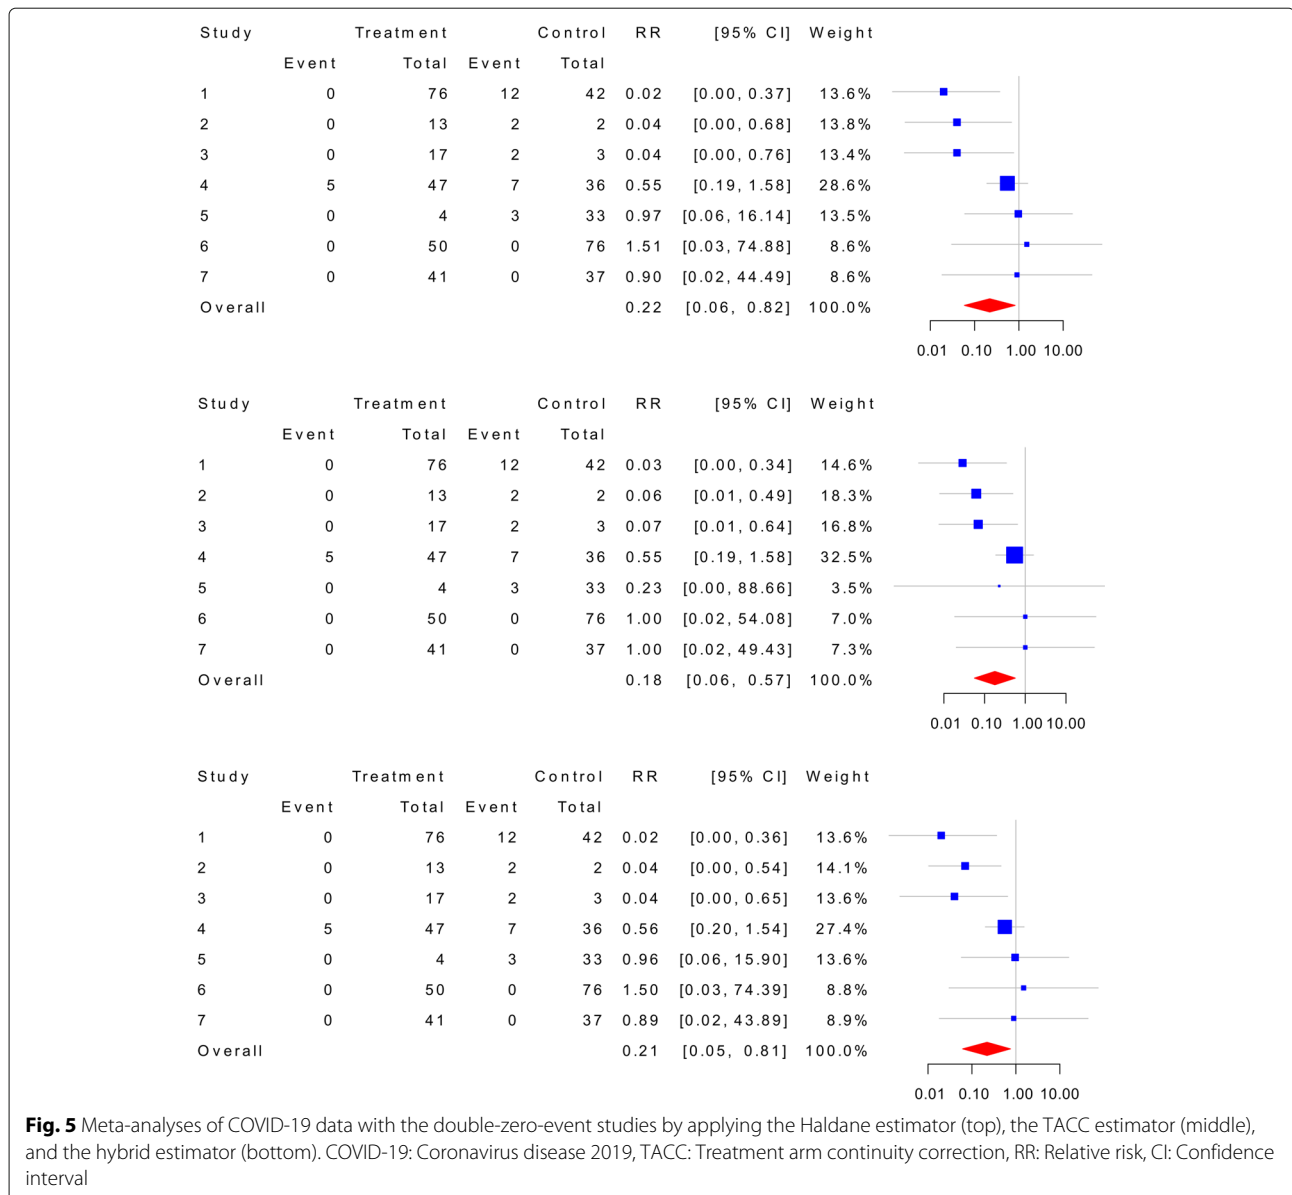 Study Treatment Control RR [95% CI] Weight
Event Total Event Total
1 0 76 12 42 0.02 [0.00, 0.37] 13.6%
2 0 13 2 2 0.04 [0.00, 0.68] 13.8%
3 0 17 2 3 0.04 [0.00, 0.76] 13.4%
4 5 47 7 36 0.55 [0.19, 1.58] 28.6%
5 0 4 3 33 0.97 [0.06, 16.14] 13.5%
6 0 50 0 76 1.51 [0.03, 74.88] 8.6%
7 0 41 0 37 0.90 [0.02, 44.49] 8.6%
Overall 0.22 [0.06, 0.82] 100.0%
0.01 0.10 1.00 10.00
Study Treatment Control RR [95% CI] Weight
Event Total Event Total
1 0 76 12 42 0.03 [0.00, 0.34] 14.6%
2 0 13 2 2 0.06 [0.01, 0.49] 18.3%
3 0 17 2 3 0.07 [0.01, 0.64] 16.8%
4 5 47 7 36 0.55 [0.19, 1.58] 32.5%
5 0 4 3 33 0.23 [0.00, 88.66] 3.5%
6 0 50 0 76 1.00 [0.02, 54.08] 7.0%
7 0 41 0 37 1.00 [0.02, 49.43] 7.3%
Overall 0.18 [0.06, 0.57] 100.0%
0.01 0.10 1.00 10.00
Study Treatment Control RR [95% CI] Weight
Event Total Event Total
1 0 76 12 42 0.02 [0.00, 0.36] 13.6%
2 0 13 2 2 0.04 [0.00, 0.54] 14.1%
3 0 17 2 3 0.04 [0.00, 0.65] 13.6%
4 5 47 7 36 0.56 [0.20, 1.54] 27.4%
5 0 4 3 33 0.96 [0.06, 15.90] 13.6%
6 0 50 0 76 1.50 [0.03, 74.39] 8.8%
7 0 41 0 37 0.89 [0.02, 43.89] 8.9%
Overall 0.21 [0.05, 0.81] 100.0%
0.01 0.10 1.00 10.00
Fig. 5 Meta-analyses of COVID-19 data with the double-zero-event studies by applying the Haldane estimator (top), the TACC estimator (middle),
and the hybrid estimator (bottom). COVID-19: Coronavirus disease 2019, TACC: Treatment arm continuity correction, RR: Relative risk, CI: Confidence
interval